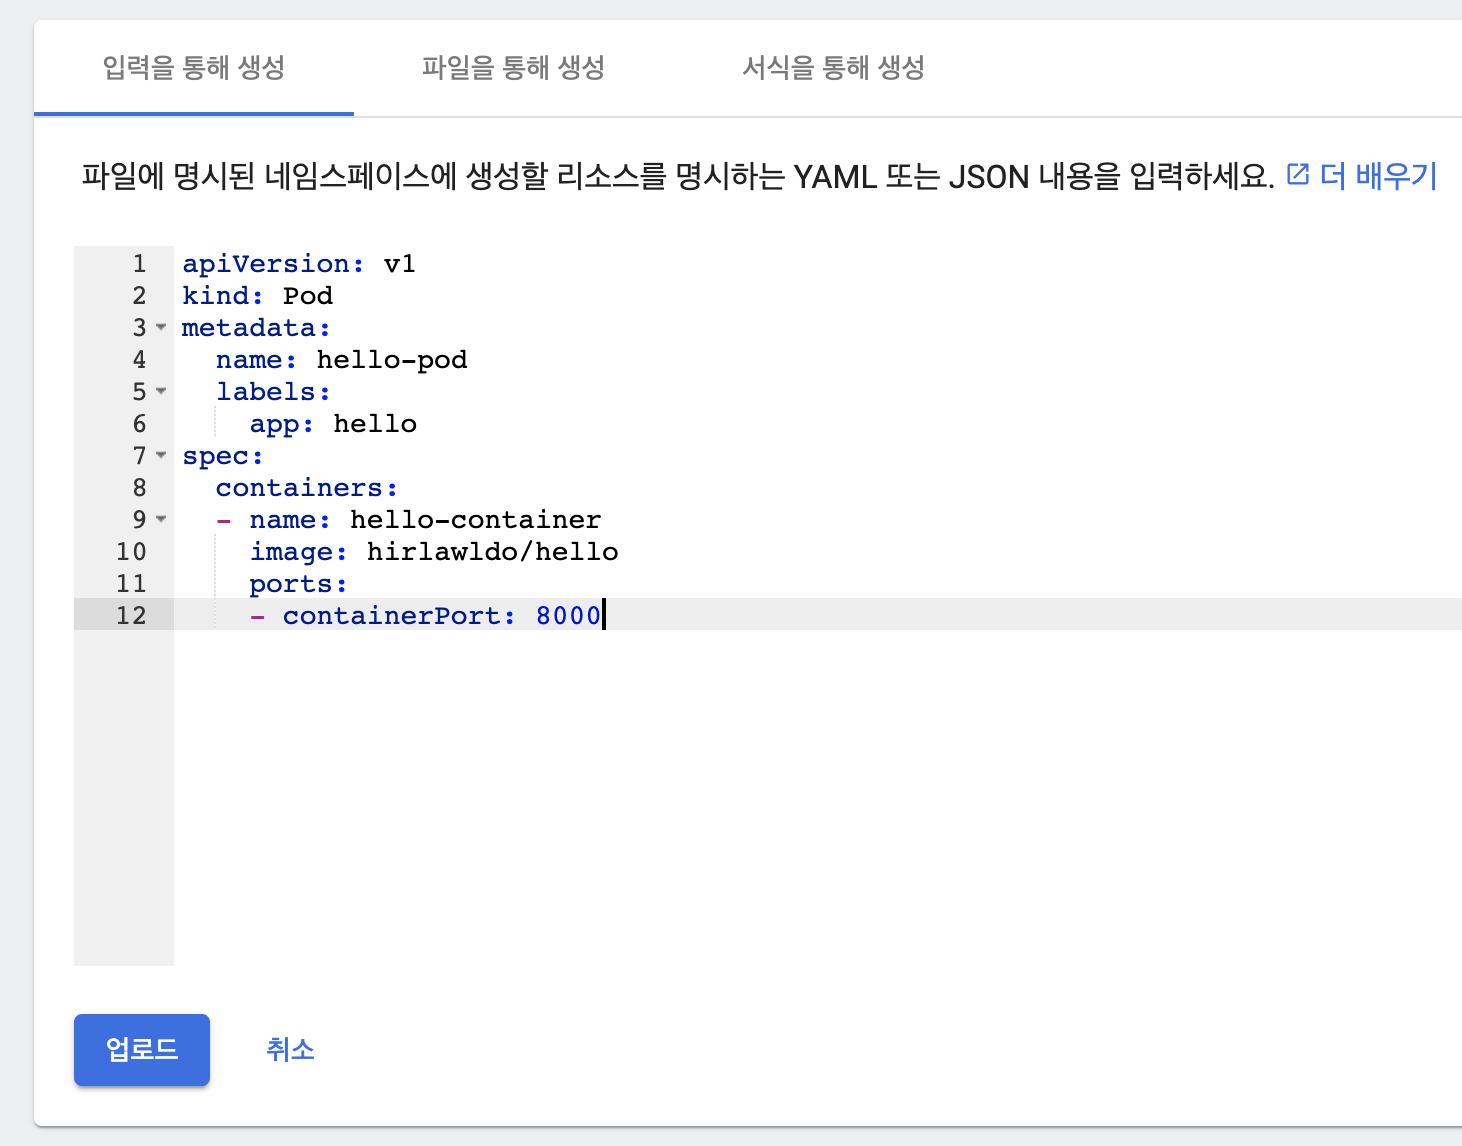 입력을 통해 생성 파일을 통해 생성 서식을 통해 생성
파일에 명시된 네임스페이스에 생성할 리소스를 명시하는 YAML 또는 JSON 내용을 입력하세요. 더 배우기
1 apiVersion: v1
2 kind: Pod
3 metadata:
4   name: hello-pod
5   labels:
6     app: hello
7 spec:
8   containers:
9   - name: hello-container
10     image: hirlawldo/hello
11     ports:
12     - containerPort: 8000
업로드 취소